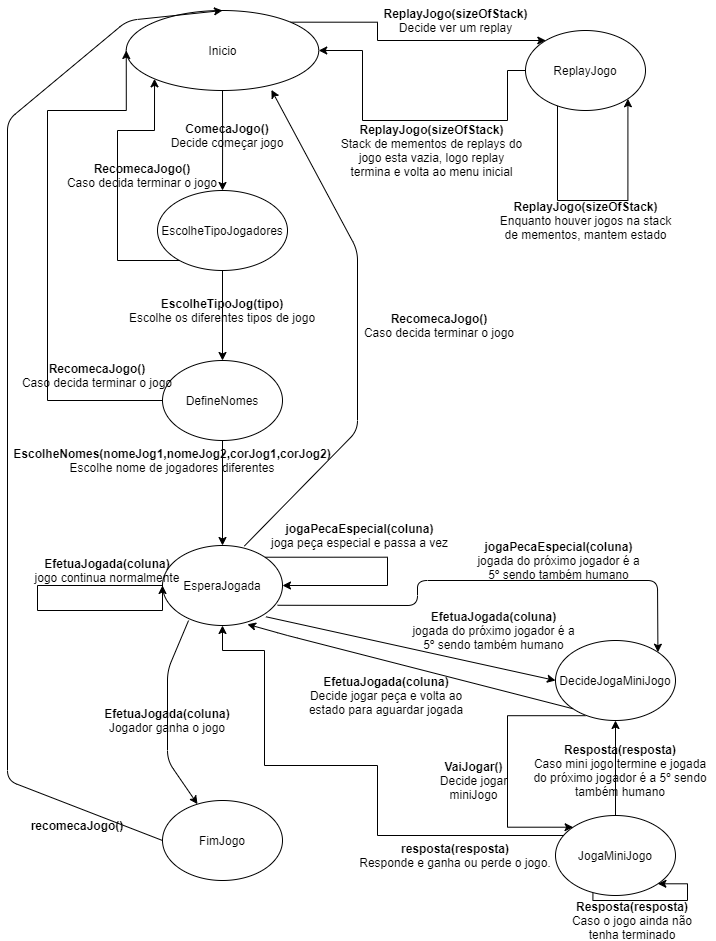 ReplayJogo(sizeOfStack)
Decide ver um replay
Inicio
ReplayJogo
ComecaJogo()
Decide começar jogo
ReplayJogo(sizeOfStack)
Stack de mementos de replays do
jogo esta vazia, logo replay
termina e volta ao menu inicial
RecomecaJogo()
Caso decida terminar o jogo
ReplayJogo(sizeOfStack)
Enquanto houver jogos na stack
de mementos, mantem estado
EscolheTipoJogadores
EscolheTipoJog(tipo)
Escolhe os diferentes tipos de jogo
RecomecaJogo()
Caso decida terminar o jogo
RecomecaJogo()
Caso decida terminar o jogo
DefineNomes
EscolheNomes(nomeJog1,nomeJog2,corJog1,corJog2)
Escolhe nome de jogadores diferentes
jogaPecaEspecial(coluna)
joga peça especial e passa a vez
jogaPecaEspecial(coluna)
jogada do próximo jogador é a
5º sendo também humano
EfetuaJogada(coluna)
jogo continua normalmente
EsperaJogada
EfetuaJogada(coluna)
jogada do próximo jogador é a
5º sendo também humano
EfetuaJogada(coluna)
Decide jogar peça e volta ao
estado para aguardar jogada
DecideJogaMiniJogo
EfetuaJogada(coluna)
Jogador ganha o jogo
VaiJogar()
Decide jogar
miniJogo
Resposta(resposta)
Caso mini jogo termine e jogada
do próximo jogador é a 5º sendo
também humano
recomecaJogo()
FimJogo
resposta(resposta)
Responde e ganha ou perde o jogo.
JogaMiniJogo
Resposta(resposta)
Caso o jogo ainda não
tenha terminado